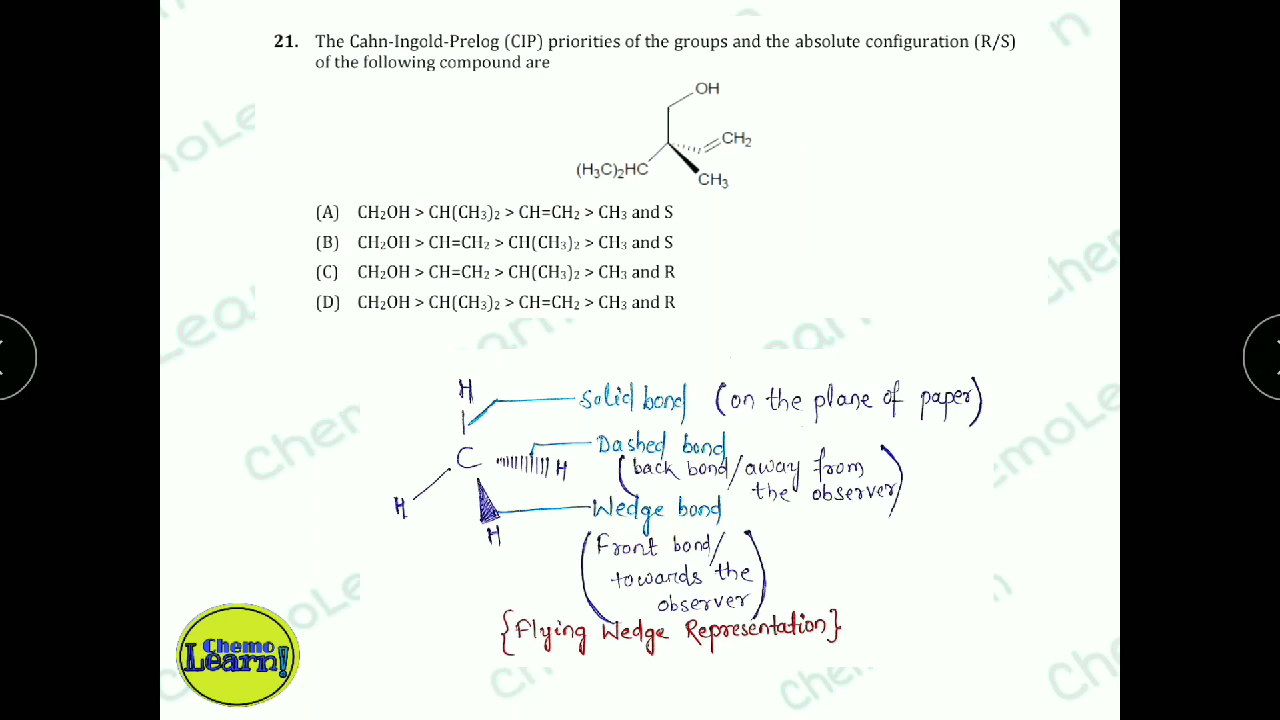 21. The Cahn-Ingold-Prelog (CIP) priorities of the groups and the absolute configuration (R/S)
of the following compound are
OH
CH₂
(H₃C)₂HC
CH₃
(A) CH₂OH > CH(CH₃)₂ > CH=CH₂ > CH₃ and S
(B) CH₂OH > CH=CH₂ > CH(CH₃)₂ > CH₃ and S
(C) CH₂OH > CH=CH₂ > CH(CH₃)₂ > CH₃ and R
(D) CH₂OH > CH(CH₃)₂ > CH=CH₂ > CH₃ and R
H
Solid bond (on the plane of paper)
Dashed bond
C
H
(back bond/away from
the observer)
H
Wedge bond
H
(Front bond/
towards the
observer)
{Flying Wedge Representation}
Chemo
Learn!